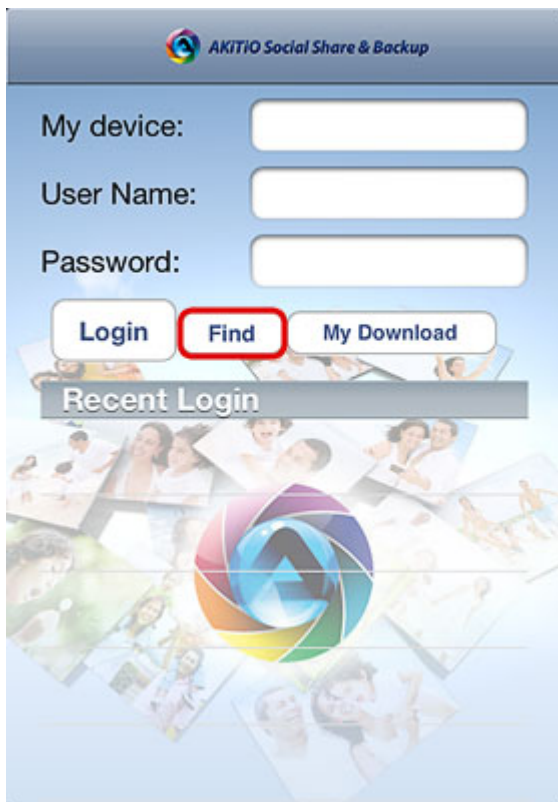 AKiTiO Social Share & Backup
My device:
User Name:
Password:
Login Find My Download
Recent Login